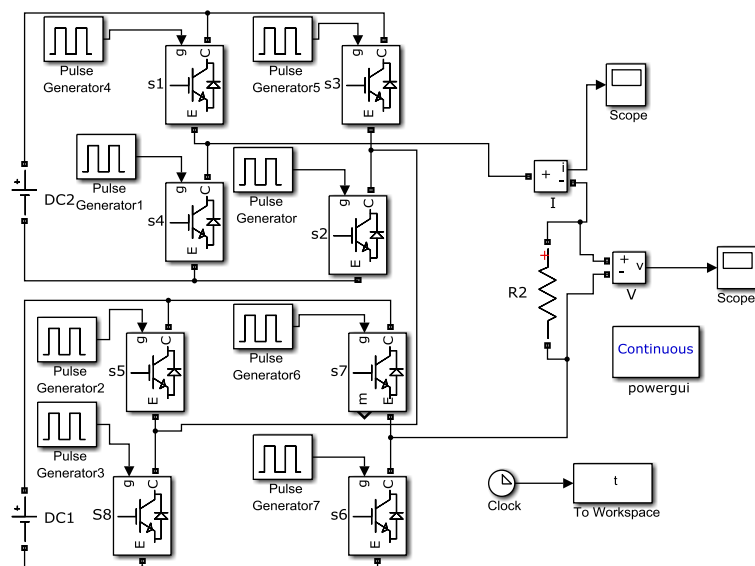 g
C
s1
E
Pulse
Generator4
g
C
s3
E
Pulse
Generator5
i
+
-
I
Scope
g
C
s4
E
Pulse
Generator1
g
C
s2
E
Pulse
Generator
+
DC2
+
R2
+
-
v
V
Scope
g
C
s5
E
Pulse
Generator2
g
C
s7
m
E
Pulse
Generator6
Continuous
powergui
g
C
S8
E
Pulse
Generator3
g
C
s6
E
Pulse
Generator7
+
DC1
Clock
t
To Workspace